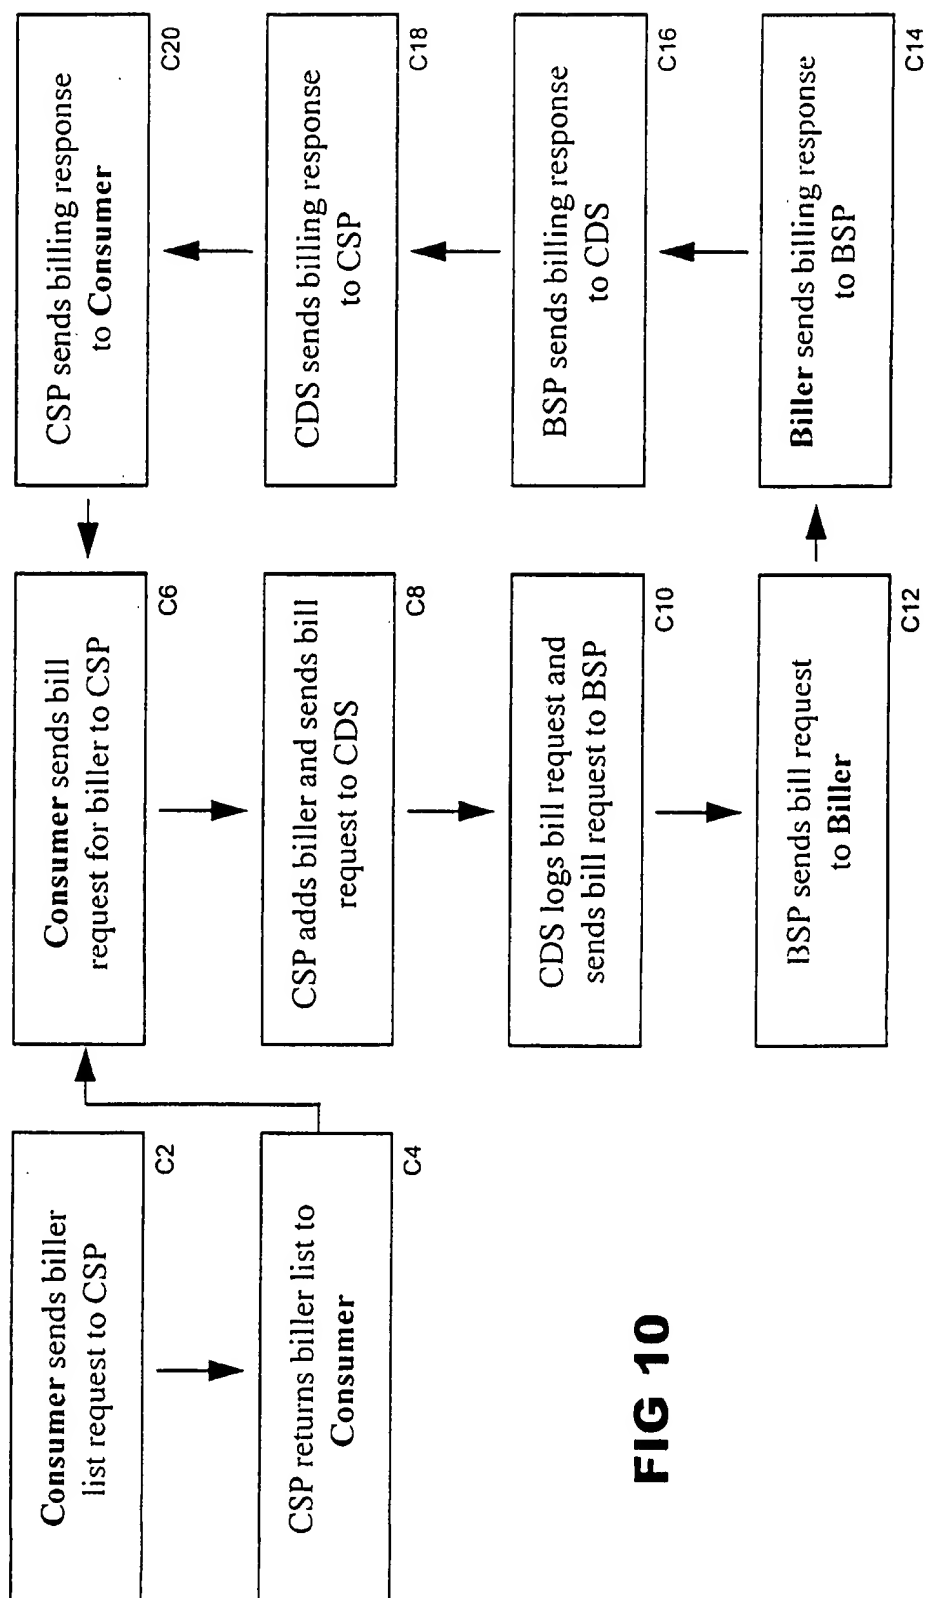 Consumer sends biller
list request to CSP
C2
CSP returns biller list to
Consumer
C4
Consumer sends bill
request for biller to CSP
C6
CSP adds biller and sends bill
request to CDS
C8
CDS logs bill request and
sends bill request to BSP
C10
BSP sends bill request
to Biller
C12
Biller sends billing response
to BSP
C14
BSP sends billing response
to CDS
C16
CDS sends billing response
to CSP
C18
CSP sends billing response
to Consumer
C20
FIG 10